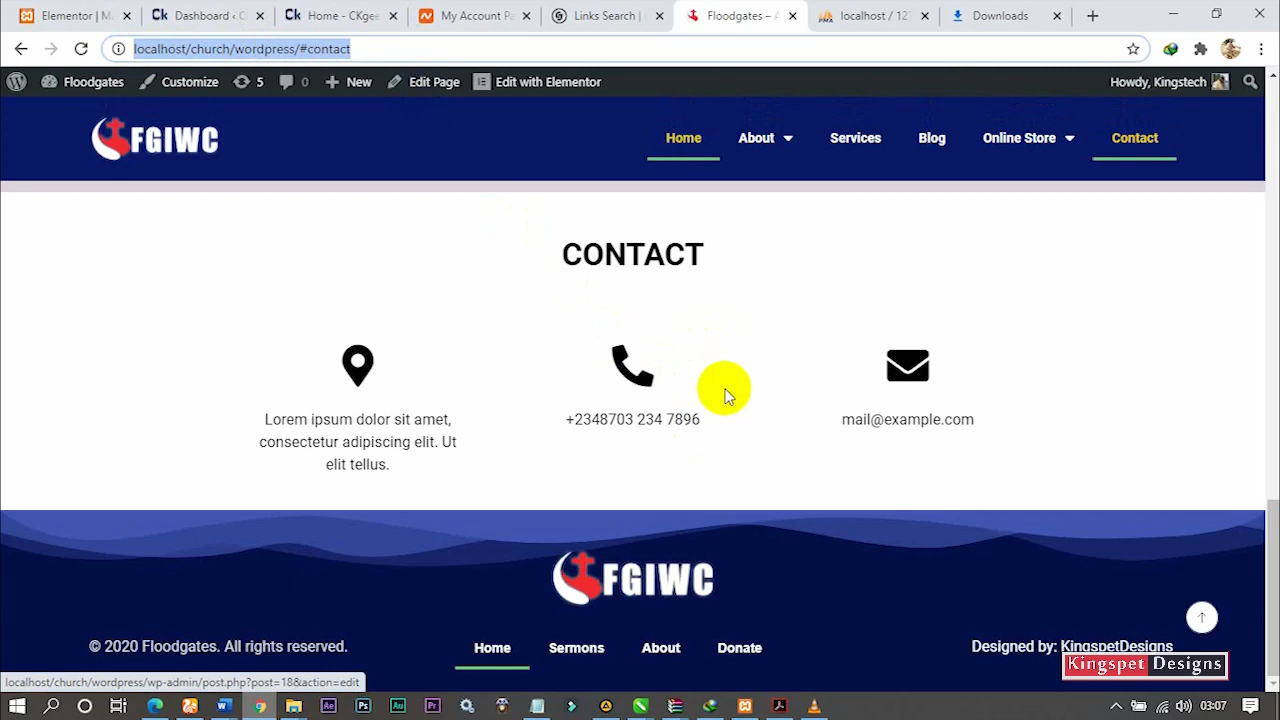 Elementor | M
Dashboard ‹ C
Home - CKgee
My Account P
Links Search | 
Floodgates – A
localhost / 12
Downloads
localhost/church/wordpress/#contact
Floodgates
Customize
5
0
New
Edit Page
Edit with Elementor
Howdy, Kingstech
FGIWC
Home
About
Services
Blog
Online Store
Contact
CONTACT
Lorem ipsum dolor sit amet,
consectetur adipiscing elit. Ut
elit tellus.
+2348703 234 7896
mail@example.com
FGIWC
© 2020 Floodgates. All rights reserved.
Home
Sermons
About
Donate
Designed by: KingspetDesigns
Kingspet Designs
localhost/church/wordpress/wp-admin/post.php?post=18&action=edit
03:07